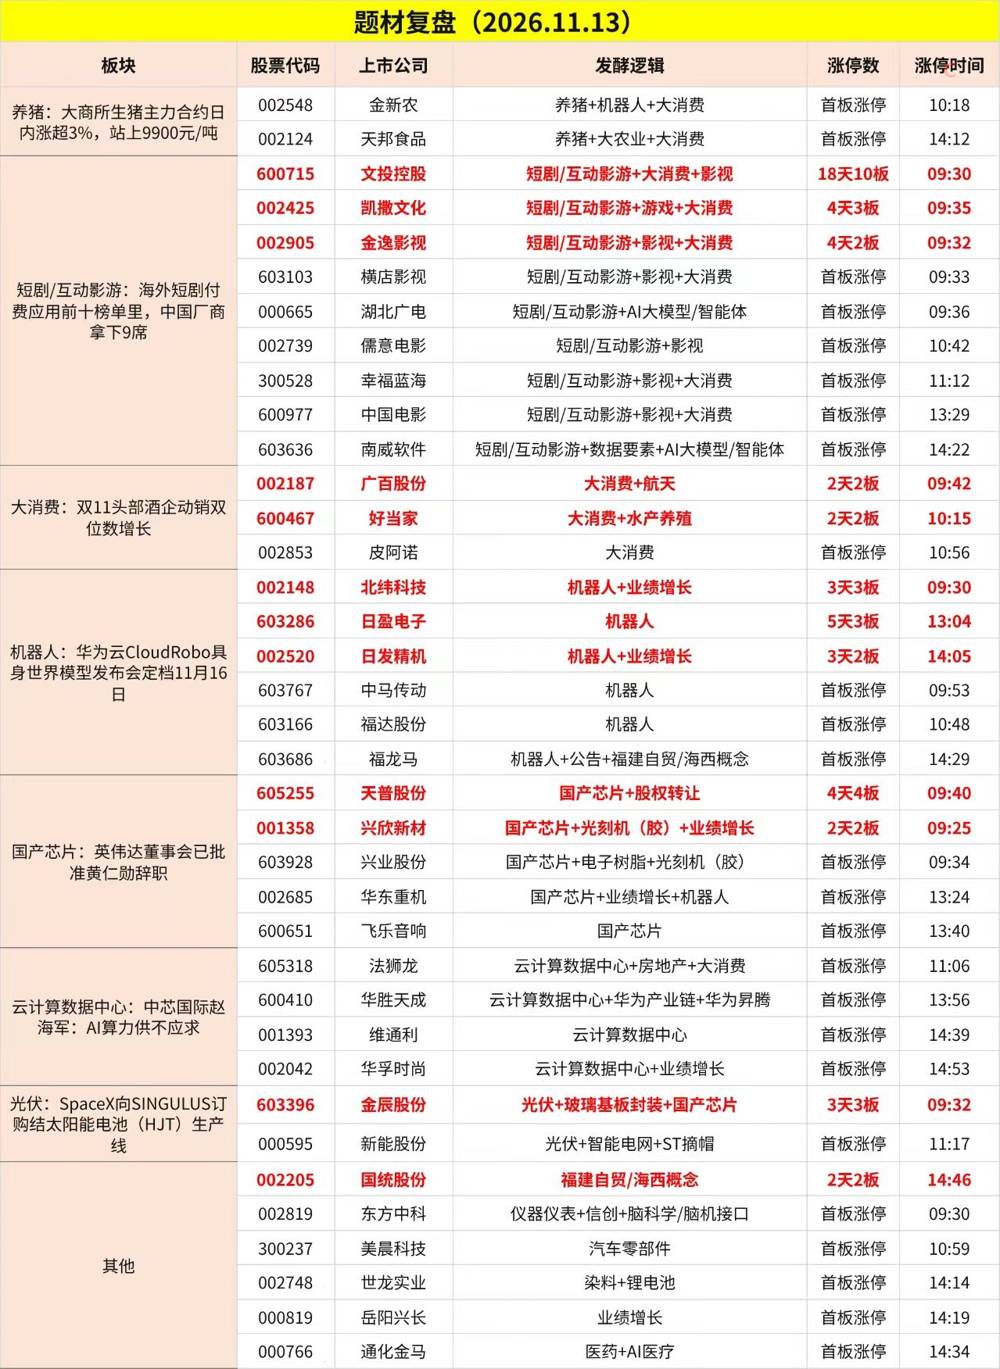 题材复盘（2026.11.13）
板块 股票代码 上市公司 发酵逻辑 涨停数 涨停时间
养猪：大商所生猪主力合约日
内涨超3%，站上9900元/吨
002548 金新农 养猪+机器人+大消费 首板涨停 10:18
002124 天邦食品 养猪+大农业+大消费 首板涨停 14:12
短剧/互动影游：海外短剧付
费应用前十榜单里，中国厂商
拿下9席
600715 文投控股 短剧/互动影游+大消费+影视 18天10板 09:30
002425 凯撒文化 短剧/互动影游+游戏+大消费 4天3板 09:35
002905 金逸影视 短剧/互动影游+影视+大消费 4天2板 09:32
603103 横店影视 短剧/互动影游+影视+大消费 首板涨停 09:33
000665 湖北广电 短剧/互动影游+AI大模型/智能体 首板涨停 09:36
002739 儒意电影 短剧/互动影游+影视 首板涨停 10:42
300528 幸福蓝海 短剧/互动影游+影视+大消费 首板涨停 11:12
600977 中国电影 短剧/互动影游+影视+大消费 首板涨停 13:29
603636 南威软件 短剧/互动影游+数据要素+AI大模型/智能体 首板涨停 14:22
大消费：双11头部酒企动销双
位数增长
002187 广百股份 大消费+航天 2天2板 09:42
600467 好当家 大消费+水产养殖 2天2板 10:15
002853 皮阿诺 大消费 首板涨停 10:56
机器人：华为云CloudRobo具
身世界模型发布会定档11月16
日
002148 北纬科技 机器人+业绩增长 3天3板 09:30
603286 日盈电子 机器人 5天3板 13:04
002520 日发精机 机器人+业绩增长 3天2板 14:05
603767 中马传动 机器人 首板涨停 09:53
603166 福达股份 机器人 首板涨停 10:48
603686 福龙马 机器人+公告+福建自贸/海西概念 首板涨停 14:29
国产芯片：英伟达董事会已批
准黄仁勋辞职
605255 天普股份 国产芯片+股权转让 4天4板 09:40
001358 兴欣新材 国产芯片+光刻机（胶）+业绩增长 2天2板 09:25
603928 兴业股份 国产芯片+电子树脂+光刻机（胶） 首板涨停 09:34
002685 华东重机 国产芯片+业绩增长+机器人 首板涨停 13:24
600651 飞乐音响 国产芯片 首板涨停 13:40
云计算数据中心：中芯国际赵
海军：AI算力供不应求
605318 法狮龙 云计算数据中心+房地产+大消费 首板涨停 11:06
600410 华胜天成 云计算数据中心+华为产业链+华为昇腾 首板涨停 13:56
001393 维通利 云计算数据中心 首板涨停 14:39
002042 华孚时尚 云计算数据中心+业绩增长 首板涨停 14:53
光伏：SpaceX向SINGULUS订
购结太阳能电池（HJT）生产
线
603396 金辰股份 光伏+玻璃基板封装+国产芯片 3天3板 09:32
000595 新能股份 光伏+智能电网+ST摘帽 首板涨停 11:17
其他
002205 国统股份 福建自贸/海西概念 2天2板 14:46
002819 东方中科 仪器仪表+信创+脑科学/脑机接口 首板涨停 09:30
300237 美晨科技 汽车零部件 首板涨停 10:59
002748 世龙实业 染料+锂电池 首板涨停 14:14
000819 岳阳兴长 业绩增长 首板涨停 14:19
000766 通化金马 医药+AI医疗 首板涨停 14:34